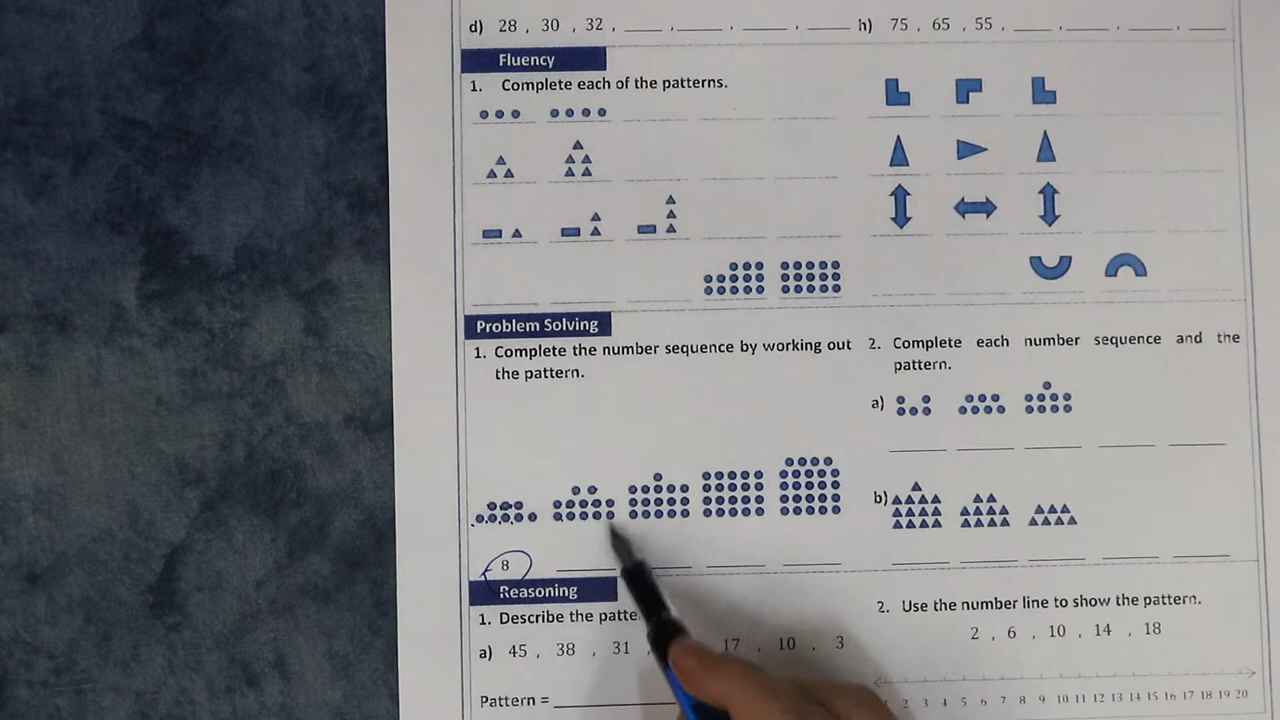 d) 28 , 30 , 32 , ____ , ____ , ____ , ____
h) 75 , 65 , 55 , ____ , ____ , ____ , ____
Fluency
1. Complete each of the patterns.
Problem Solving
1. Complete the number sequence by working out
the pattern.
8
2. Complete each number sequence and the
pattern.
a)
b)
Reasoning
1. Describe the patte
a) 45 , 38 , 31 , 17 , 10 , 3
Pattern = ____
2. Use the number line to show the pattern.
2 , 6 , 10 , 14 , 18
2 3 4 5 6 7 8 9 10 11 12 13 14 15 16 17 18 19 20